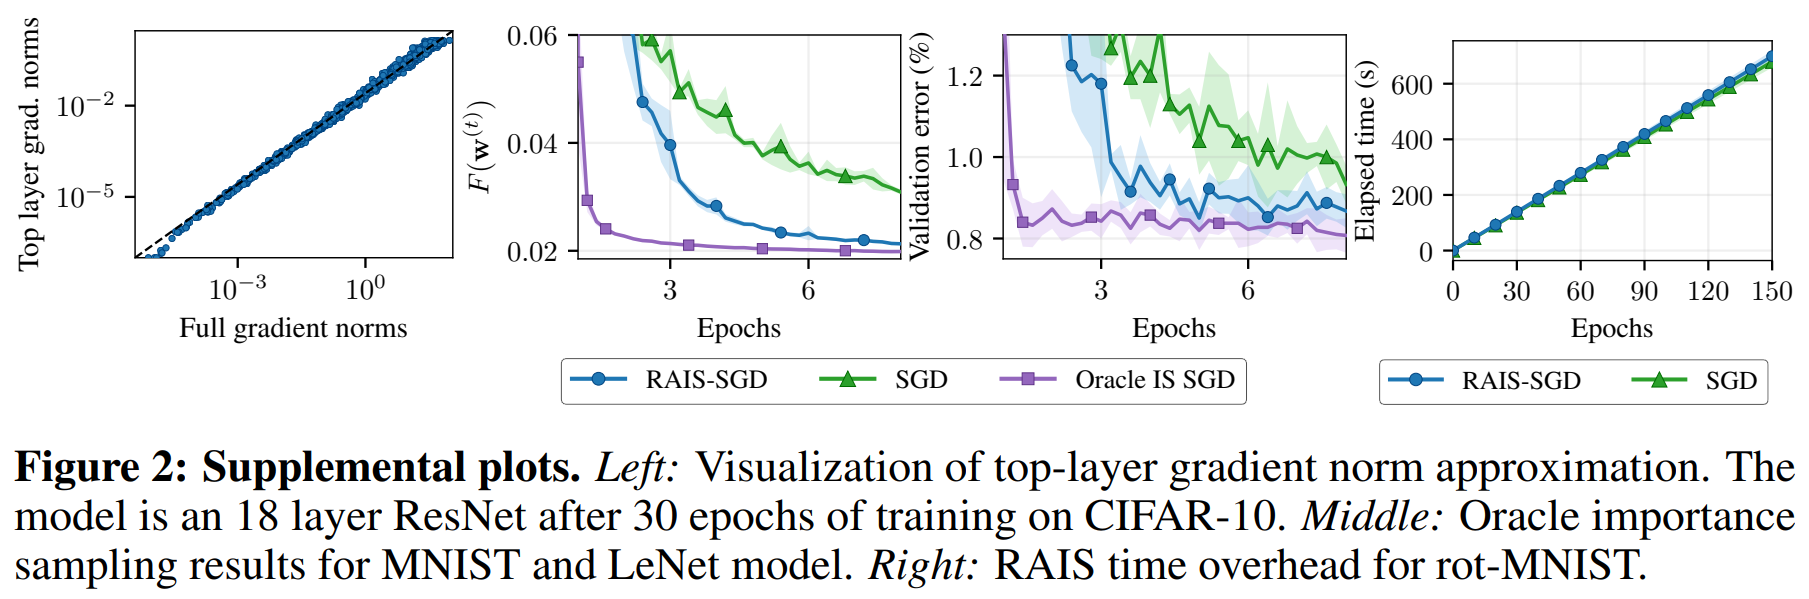 Top layer grad. norms
10⁻²
10⁻⁵
10⁻³
10⁰
Full gradient norms
F(w⁽ᵗ⁾)
0.06
0.04
0.02
3
6
Epochs
Validation error (%)
1.2
1.0
0.8
3
6
Epochs
RAIS-SGD
SGD
Oracle IS SGD
Elapsed time (s)
600
400
200
0
0 30 60 90 120 150
Epochs
RAIS-SGD
SGD
Figure 2: Supplemental plots. Left: Visualization of top-layer gradient norm approximation. The
model is an 18 layer ResNet after 30 epochs of training on CIFAR-10. Middle: Oracle importance
sampling results for MNIST and LeNet model. Right: RAIS time overhead for rot-MNIST.